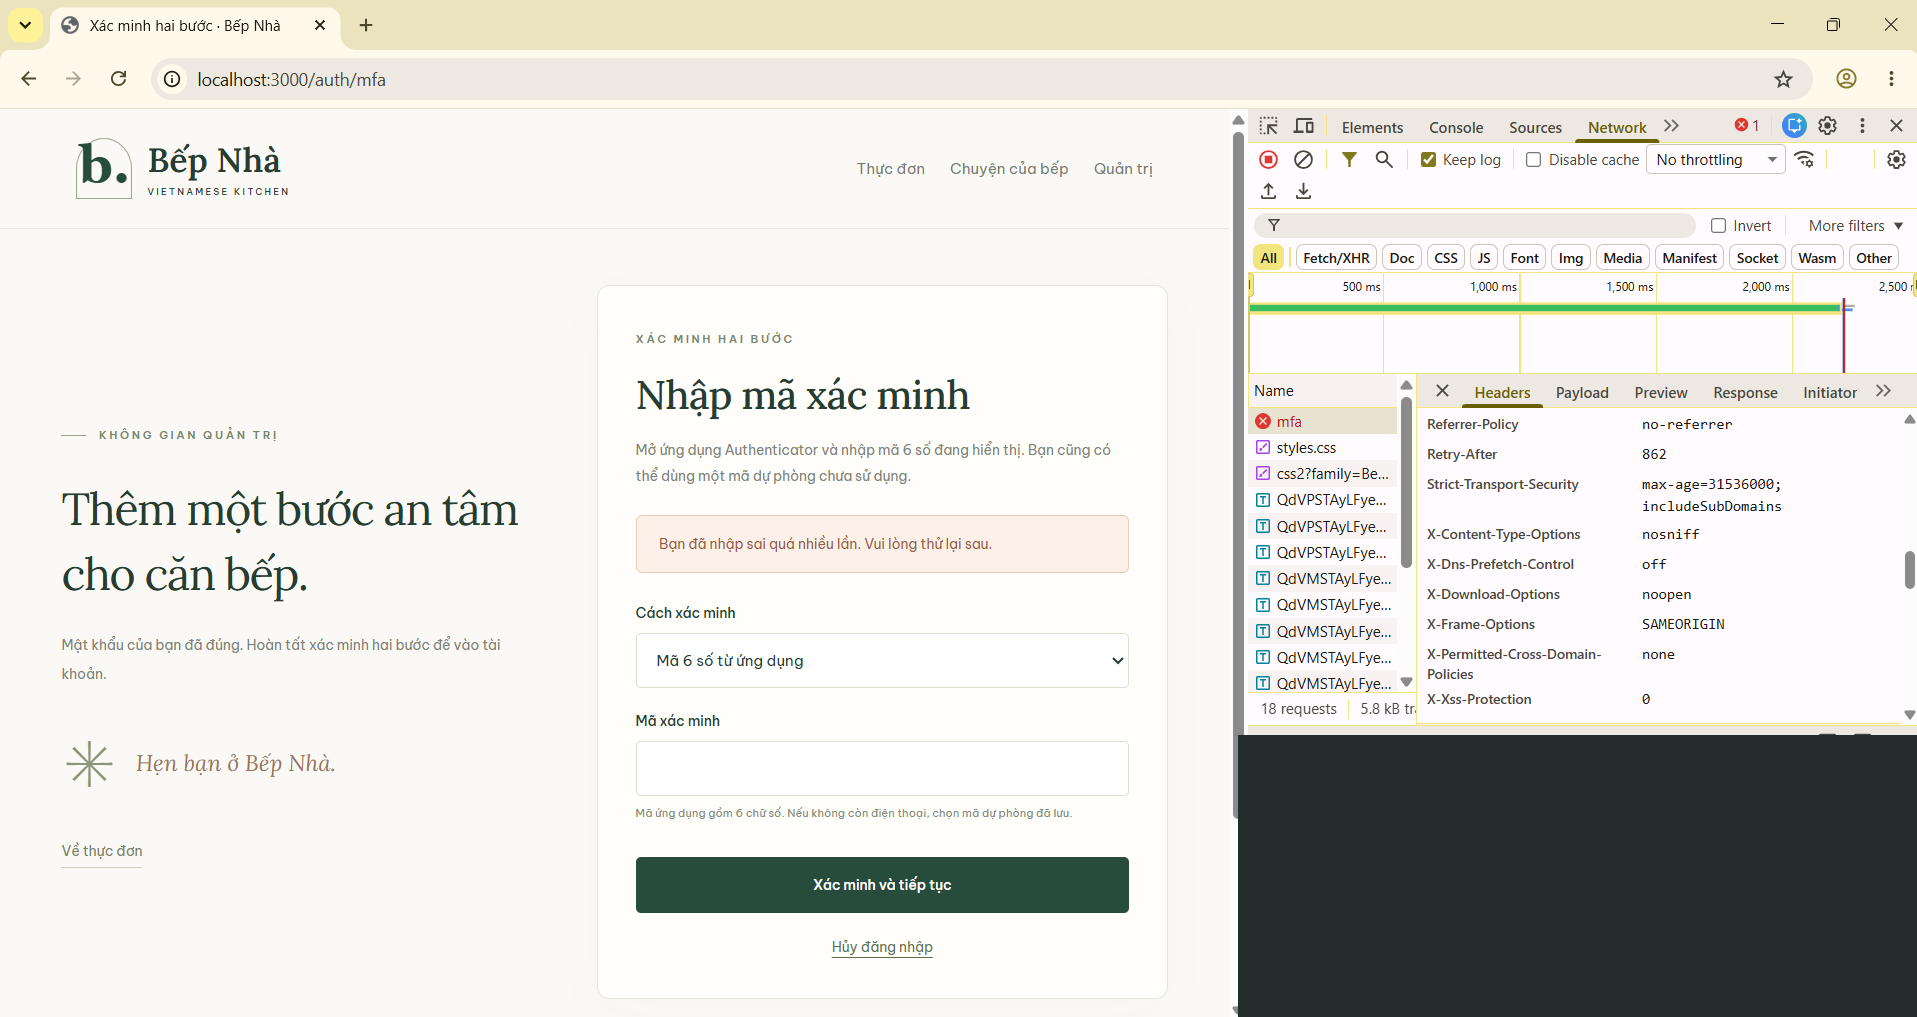 Xác minh hai bước · Bếp Nhà
localhost:3000/auth/mfa
b.
Bếp Nhà
VIETNAMESE KITCHEN
Thực đơn
Chuyện của bếp
Quản trị
KHÔNG GIAN QUẢN TRỊ
Thêm một bước an tâm
cho căn bếp.
Mật khẩu của bạn đã đúng. Hoàn tất xác minh hai bước để vào tài
khoản.
Hẹn bạn ở Bếp Nhà.
Về thực đơn
XÁC MINH HAI BƯỚC
Nhập mã xác minh
Mở ứng dụng Authenticator và nhập mã 6 số đang hiển thị. Bạn cũng có
thể dùng một mã dự phòng chưa sử dụng.
Bạn đã nhập sai quá nhiều lần. Vui lòng thử lại sau.
Cách xác minh
Mã 6 số từ ứng dụng
Mã xác minh
Mã ứng dụng gồm 6 chữ số. Nếu không còn điện thoại, chọn mã dự phòng đã lưu.
Xác minh và tiếp tục
Hủy đăng nhập
Elements
Console
Sources
Network
1
Keep log
Disable cache
No throttling
Invert
More filters
All
Fetch/XHR
Doc
CSS
JS
Font
Img
Media
Manifest
Socket
Wasm
Other
500 ms
1,000 ms
1,500 ms
2,000 ms
2,500
Name
mfa
styles.css
css2?family=Be...
QdVPSTAyLFye...
QdVPSTAyLFye...
QdVPSTAyLFye...
QdVMSTAyLFye...
QdVMSTAyLFye...
QdVMSTAyLFye...
QdVMSTAyLFye...
QdVMSTAyLFye...
18 requests
5.8 kB
Headers
Payload
Preview
Response
Initiator
Referrer-Policy
no-referrer
Retry-After
862
Strict-Transport-Security
max-age=31536000;
includeSubDomains
X-Content-Type-Options
nosniff
X-Dns-Prefetch-Control
off
X-Download-Options
noopen
X-Frame-Options
SAMEORIGIN
X-Permitted-Cross-Domain-
Policies
none
X-Xss-Protection
0